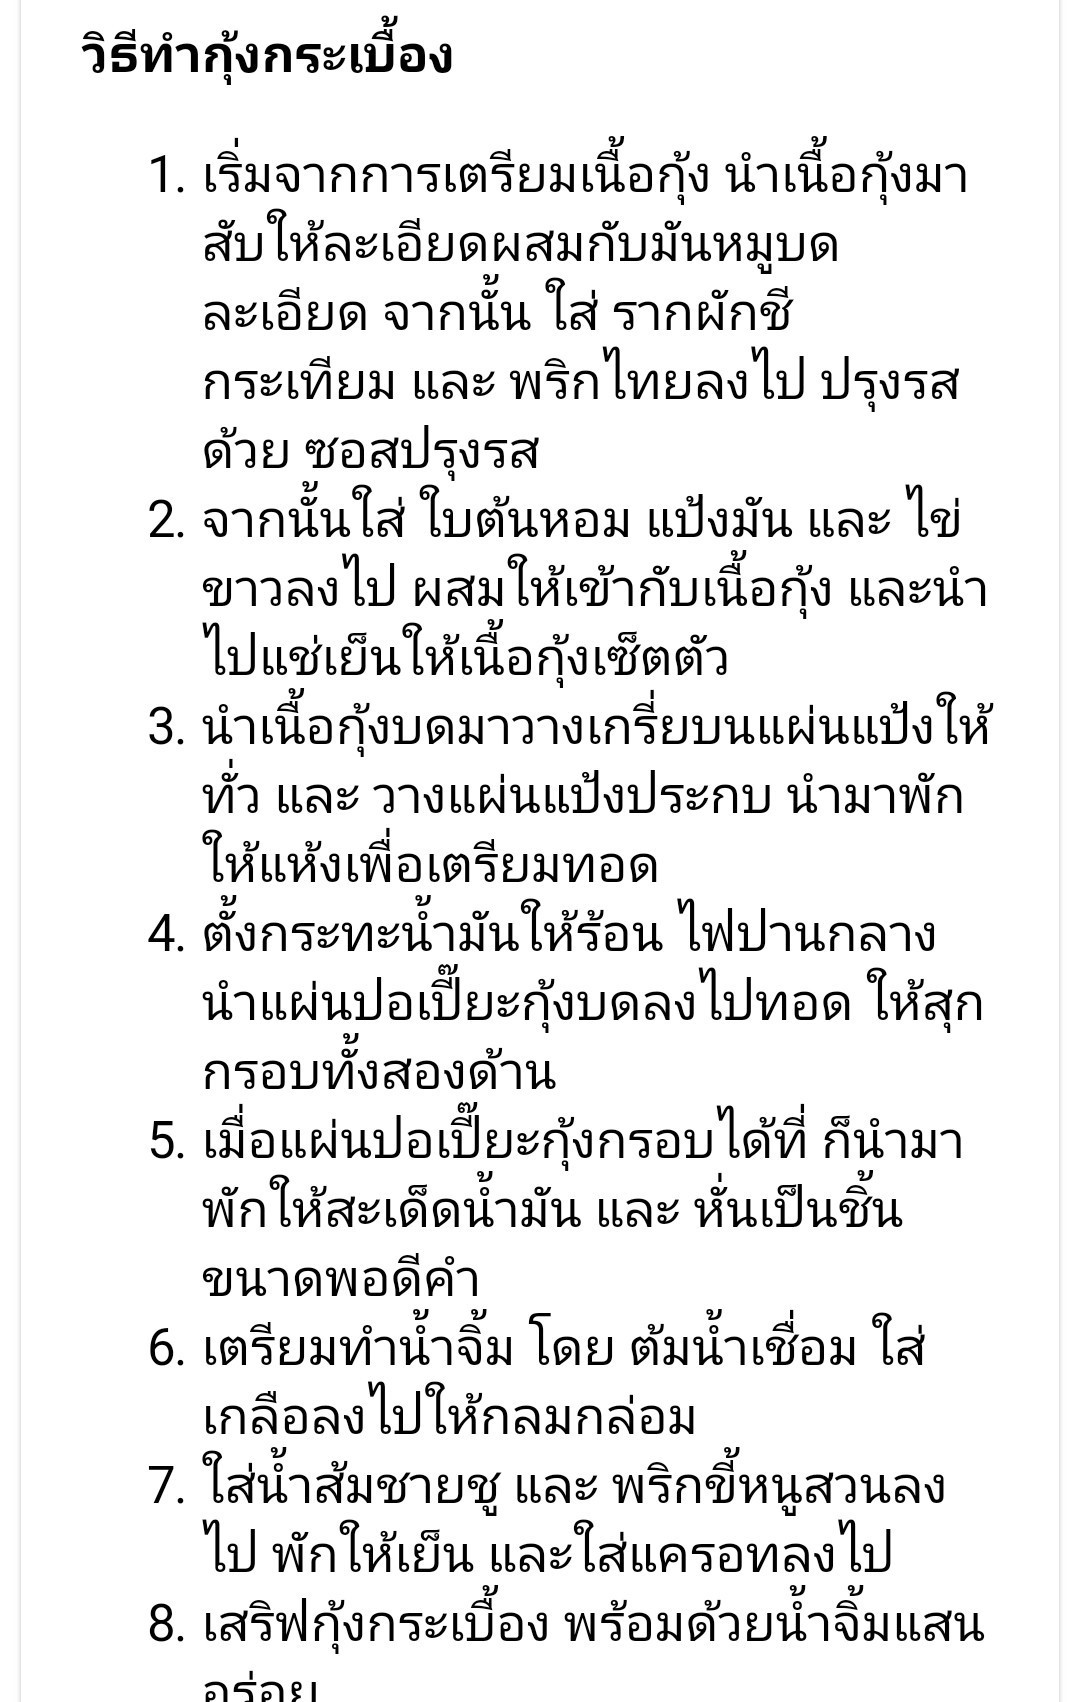 วิธีทำกุ้งกระเบื้อง
1. เริ่มจากการเตรียมเนื้อกุ้ง นำเนื้อกุ้งมา
สับให้ละเอียดผสมกับมันหมูบด
ละเอียด จากนั้น ใส่ รากผักชี
กระเทียม และ พริกไทยลงไป ปรุงรส
ด้วย ซอสปรุงรส
2. จากนั้นใส่ ใบต้นหอม แป้งมัน และ ไข่
ขาวลงไป ผสมให้เข้ากับเนื้อกุ้ง และนำ
ไปแช่เย็นให้เนื้อกุ้งเซ็ตตัว
3. นำเนื้อกุ้งบดมาวางเกรี่ยบนแผ่นแป้งให้
ทั่ว และ วางแผ่นแป้งประกบ นำมาพัก
ให้แห้งเพื่อเตรียมทอด
4. ตั้งกระทะน้ำมันให้ร้อน ไฟปานกลาง
นำแผ่นปอเปี๊ยะกุ้งบดลงไปทอด ให้สุก
กรอบทั้งสองด้าน
5. เมื่อแผ่นปอเปี๊ยะกุ้งกรอบได้ที่ ก็นำมา
พักให้สะเด็ดน้ำมัน และ หั่นเป็นชิ้น
ขนาดพอดีคำ
6. เตรียมทำน้ำจิ้ม โดย ต้มน้ำเชื่อม ใส่
เกลือลงไปให้กลมกล่อม
7. ใส่น้ำส้มชายชู และ พริกขี้หนูสวนลง
ไป พักให้เย็น และใส่แครอทลงไป
8. เสริฟกุ้งกระเบื้อง พร้อมด้วยน้ำจิ้มแสน
อร่อย